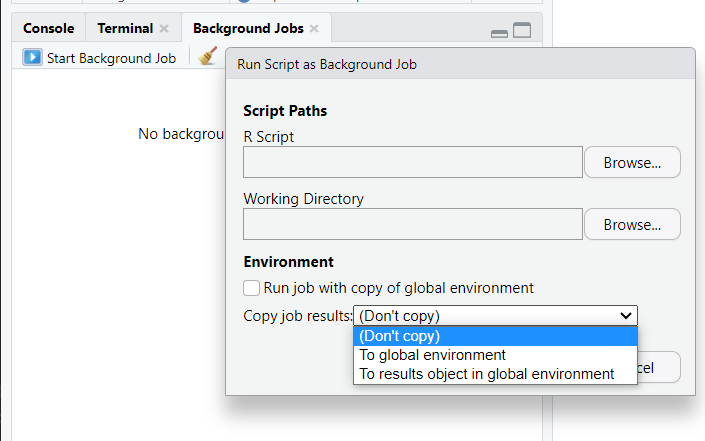 Console Terminal Background Jobs
Start Background Job
Run Script as Background Job
No backgrou
Script Paths
R Script
Browse...
Working Directory
Browse...
Environment
Run job with copy of global environment
Copy job results: (Don't copy)
(Don't copy)
To global environment
To results object in global environment
cel